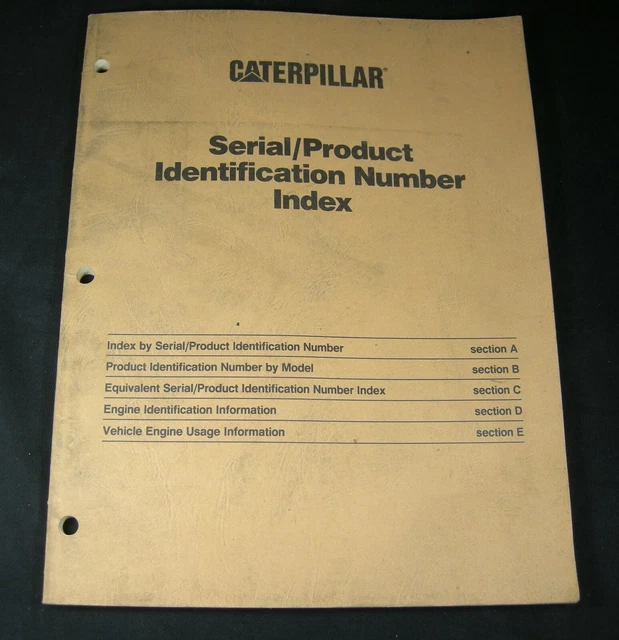 CATERPILLAR®
Serial/Product
Identification Number
Index
Index by Serial/Product Identification Number section A
Product Identification Number by Model section B
Equivalent Serial/Product Identification Number Index section C
Engine Identification Information section D
Vehicle Engine Usage Information section E